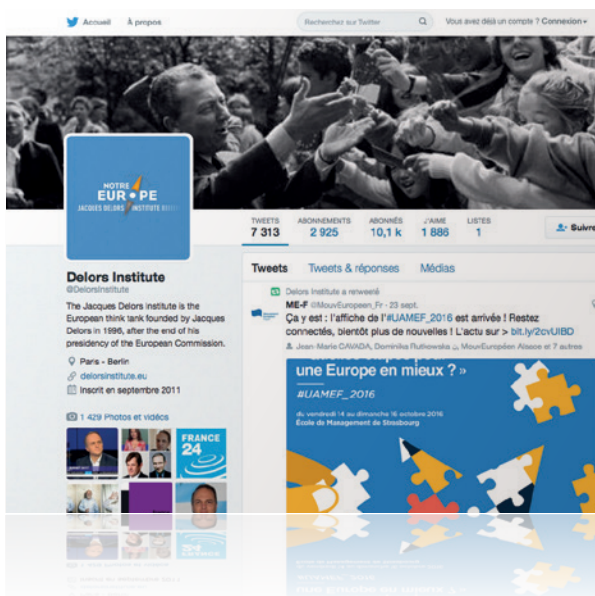 Accueil À propos
Recherchez sur Twitter
Vous avez déjà un compte ? Connexion
NOTRE
EUR PE
JACQUES DELORS INSTITUTE
TWEETS ABONNEMENTS ABONNÉS J'AIME LISTES
7 313 2 925 10,1 k 1 886 1
Suivre
Delors Institute
@DelorsInstitute
The Jacques Delors Institute is the
European think tank founded by Jacques
Delors in 1996, after the end of his
presidency of the European Commission.
Paris - Berlin
delorsinstitute.eu
Inscrit en septembre 2011
1 429 Photos et vidéos
FRANCE
24
Tweets Tweets & réponses Médias
Delors Institute a retweeté
ME-F @MouvEuropeen_Fr - 23 sept.
Ça y est : l'affiche de l'#UAMEF_2016 est arrivée ! Restez
connectés, bientôt plus de nouvelles ! L'actu sur > bit.ly/2cvUIBD
Jean-Marie CAVADA, Dominika Rutkowska, MouvEuropéen Alsace et 7 autres
une Europe en mieux ? »
#UAMEF_2016
du vendredi 14 au dimanche 16 octobre 2016
École de Management de Strasbourg